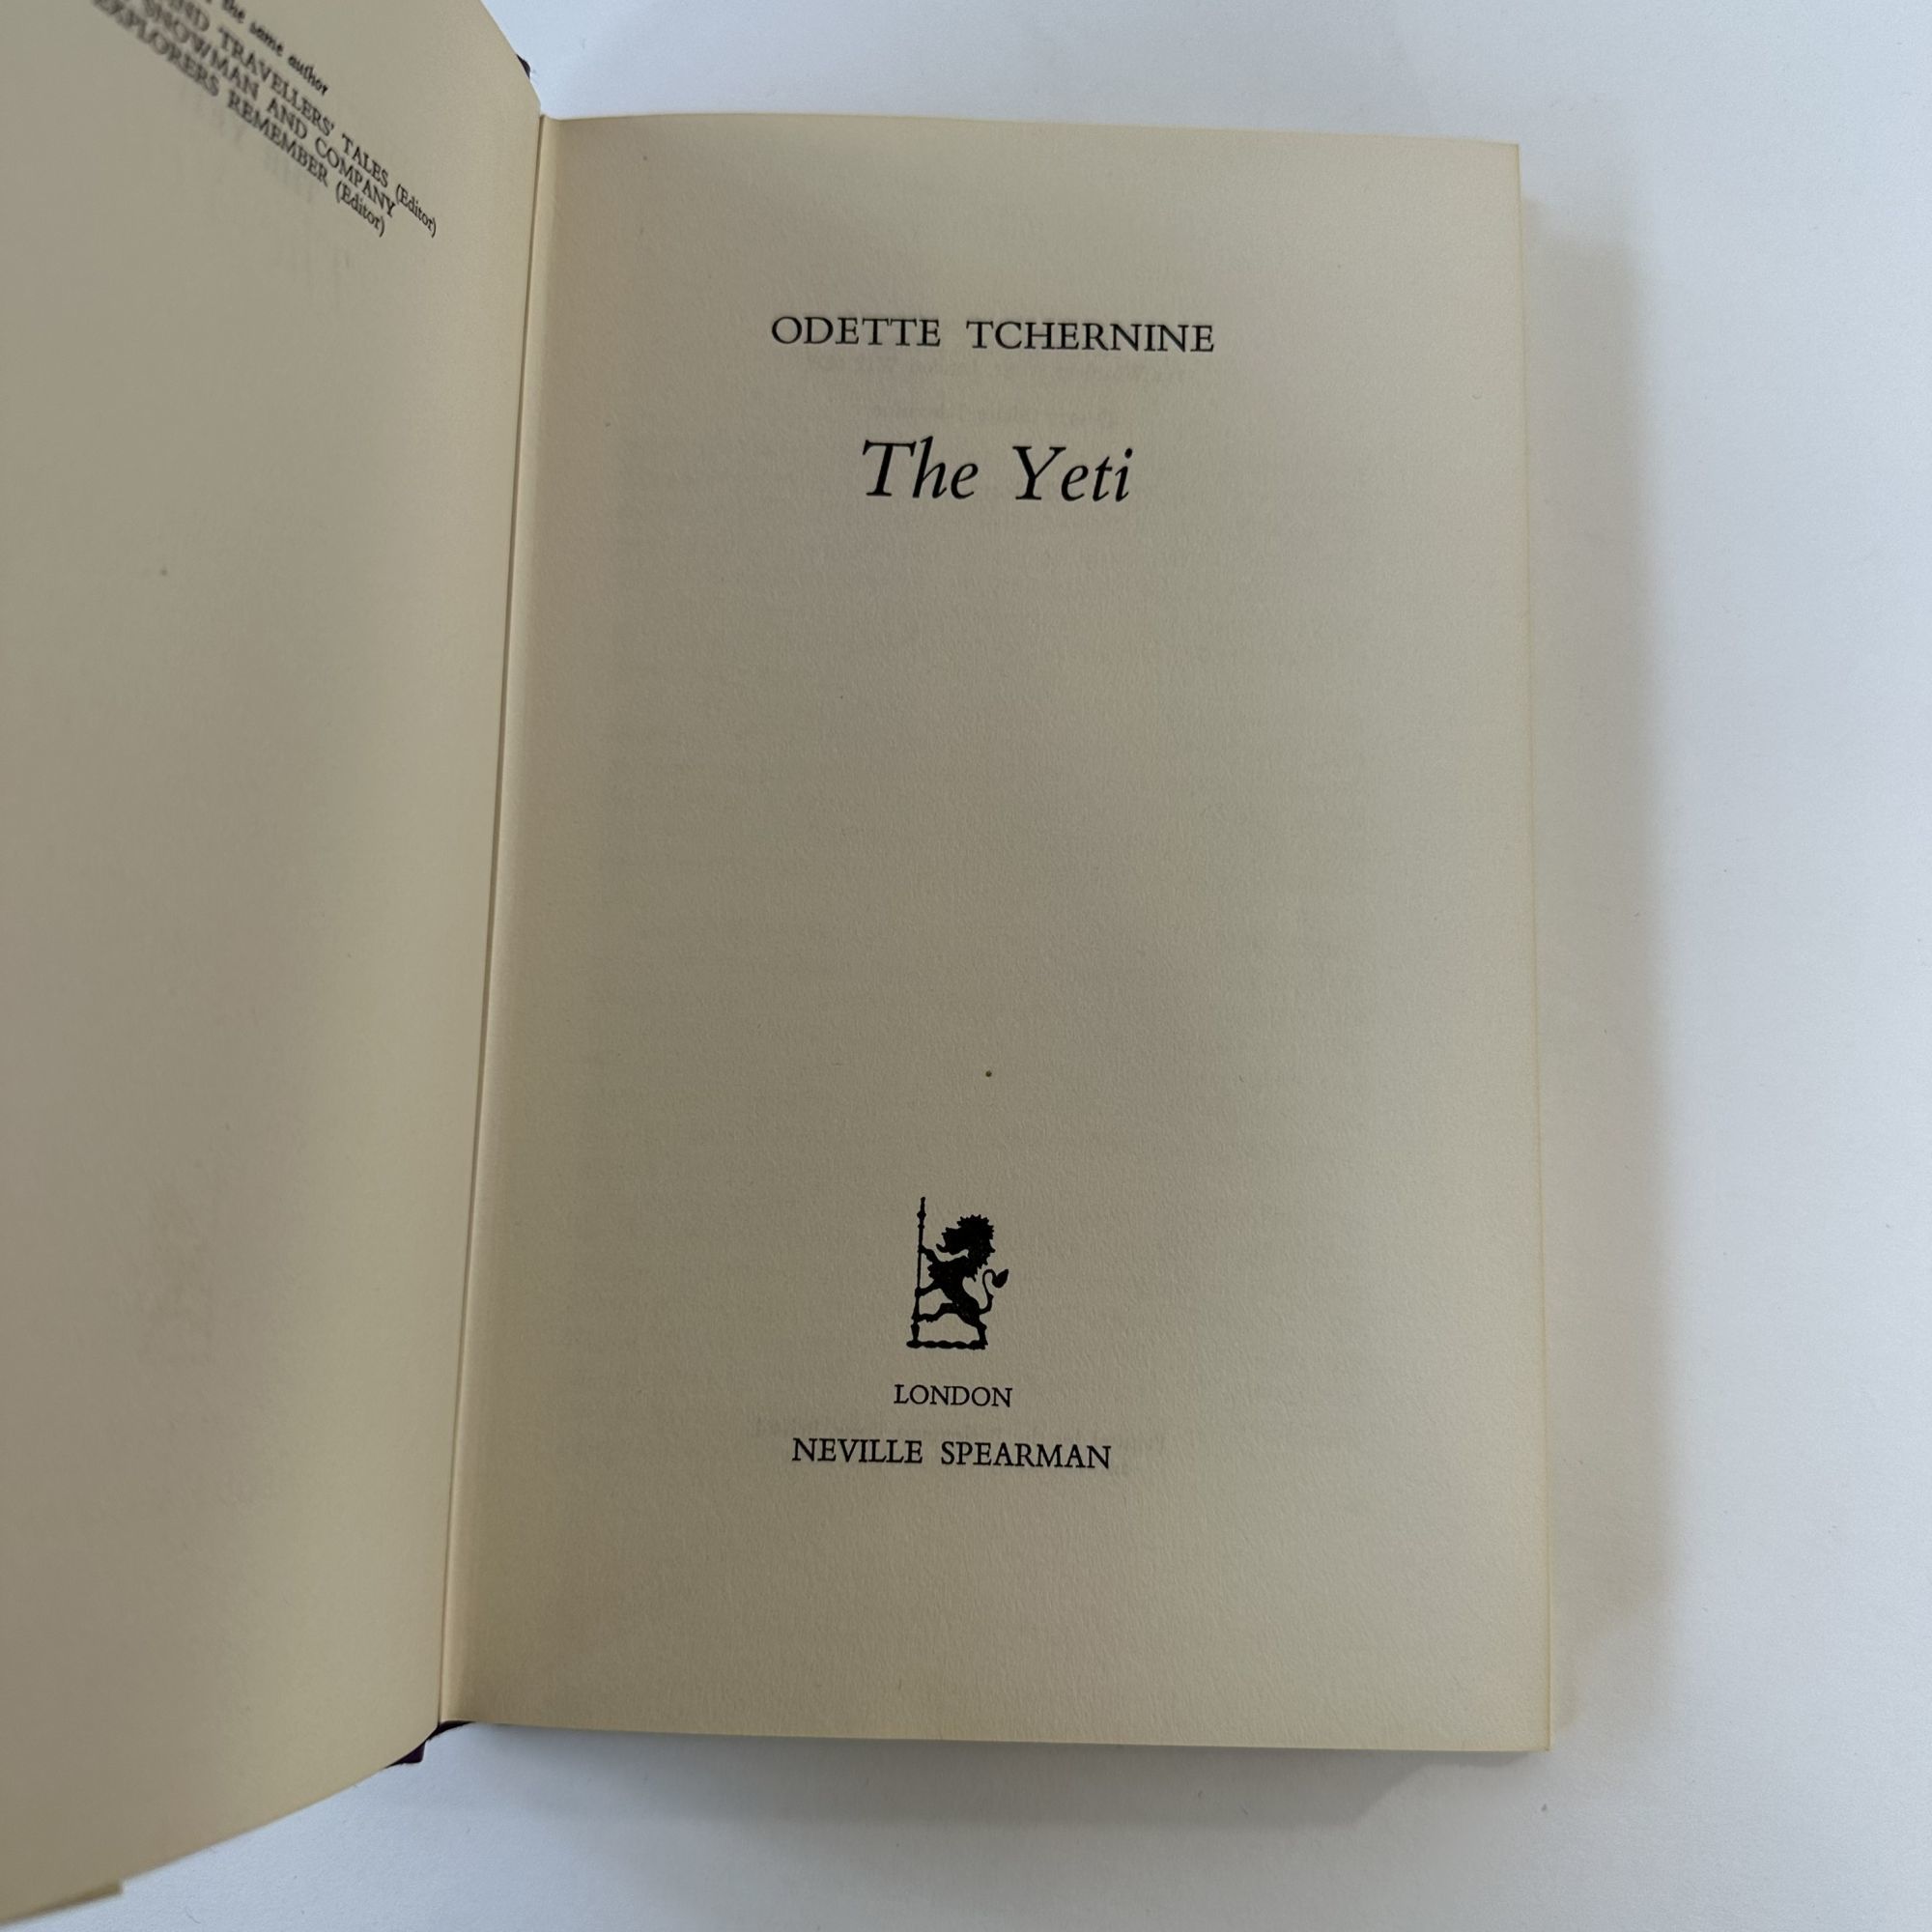 the same author
TRAVELLERS' TALES (Editor)
SNOWMAN AND COMPANY
EXPLORERS REMEMBER (Editor)
ODETTE TCHERNINE
The Yeti
LONDON
NEVILLE SPEARMAN